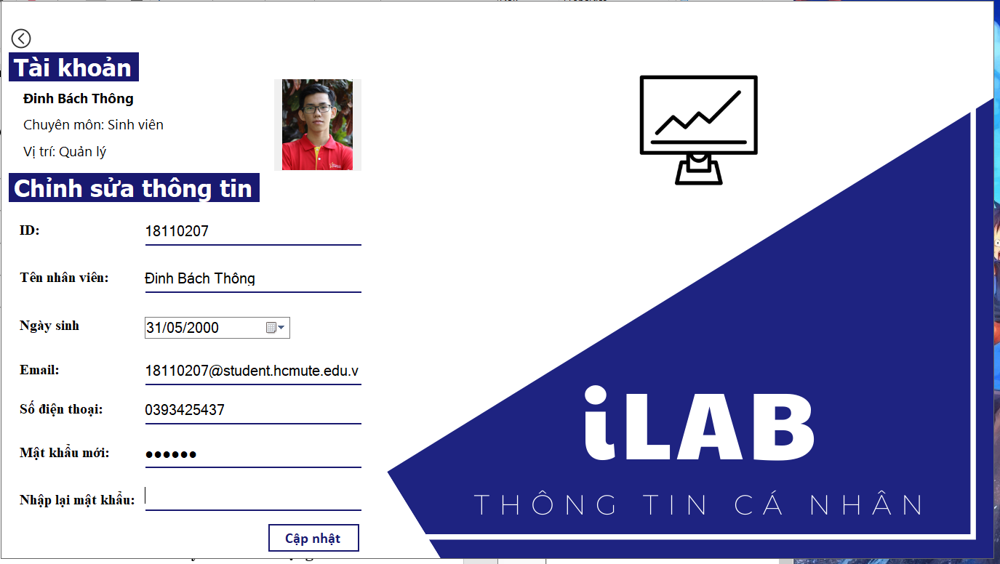 Tài khoản
Đinh Bách Thông
Chuyên môn: Sinh viên
Vị trí: Quản lý
Chỉnh sửa thông tin
ID: 18110207
Tên nhân viên: Đinh Bách Thông
Ngày sinh 31/05/2000
Email: 18110207@student.hcmute.edu.v
Số điện thoại: 0393425437
Mật khẩu mới: ●●●●●●
Nhập lại mật khẩu:
Cập nhật
iLAB
THÔNG TIN CÁ NHÂN